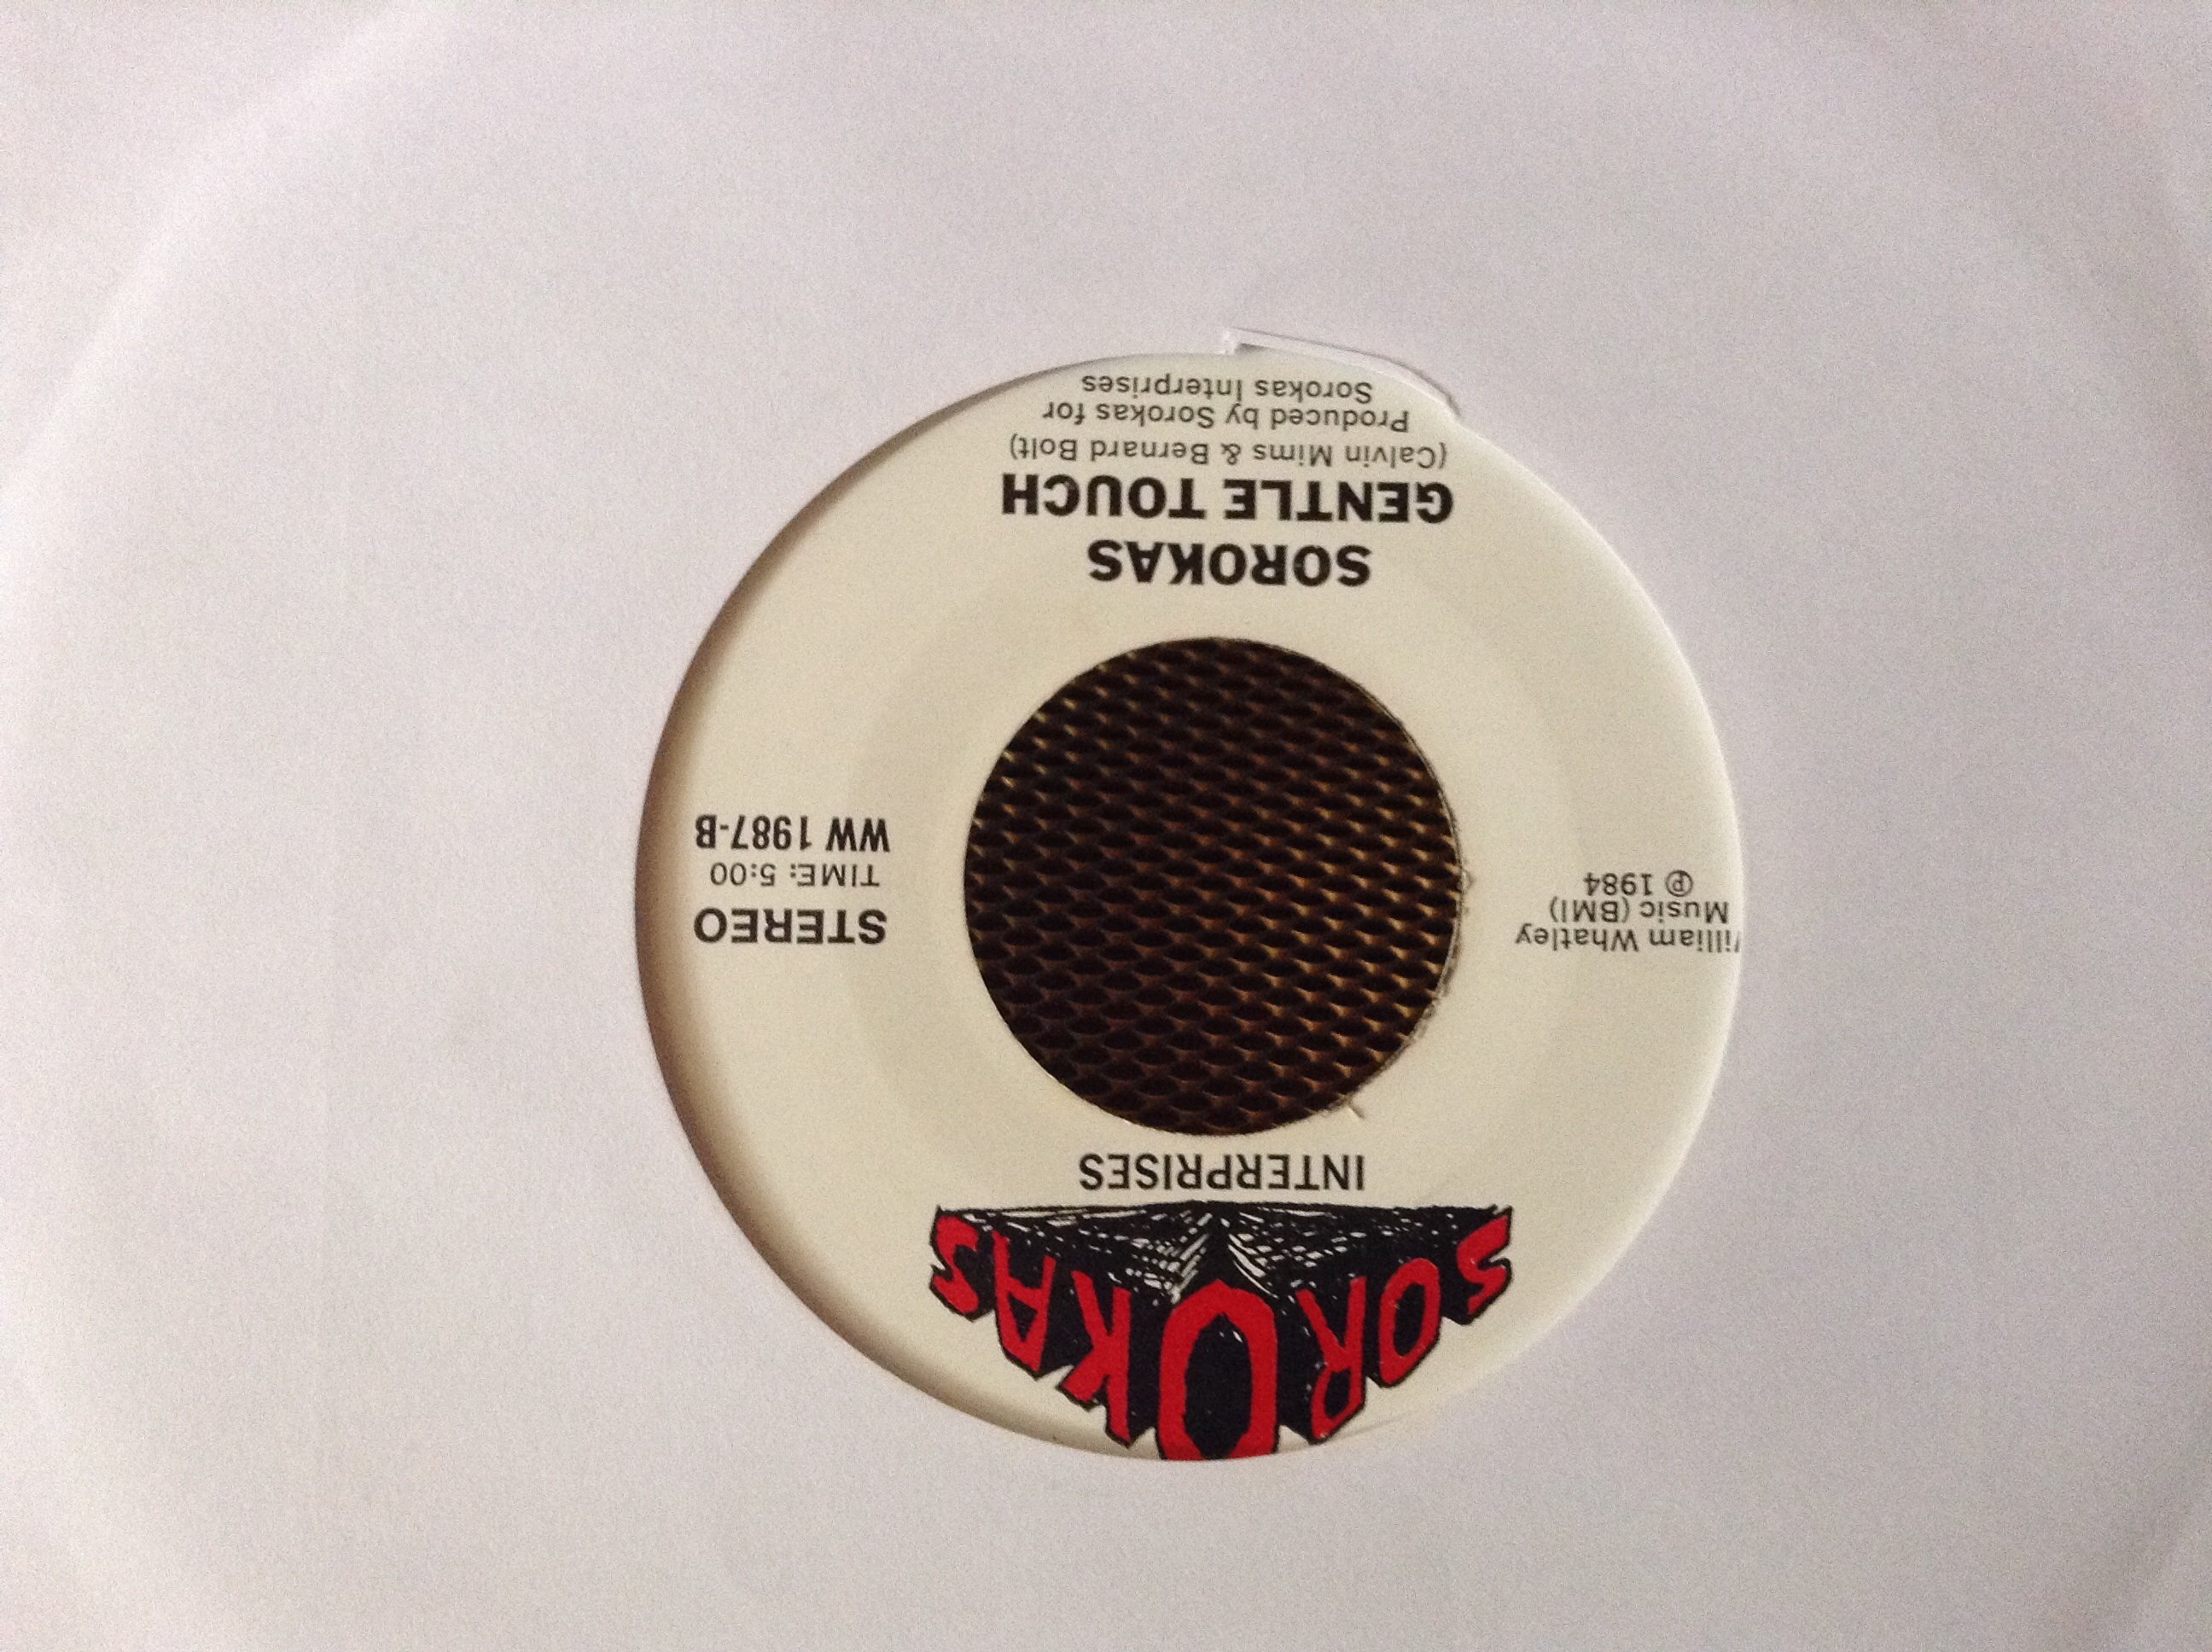 SOROKAS
INTERPRISES
illiam Whatley
Music (BMI)
℗ 1984
STEREO
TIME: 5:00
WW 1987-B
SOROKAS
GENTLE TOUCH
(Calvin Mims & Bernard Bolt)
Produced by Sorokas for
Sorokas Interprises